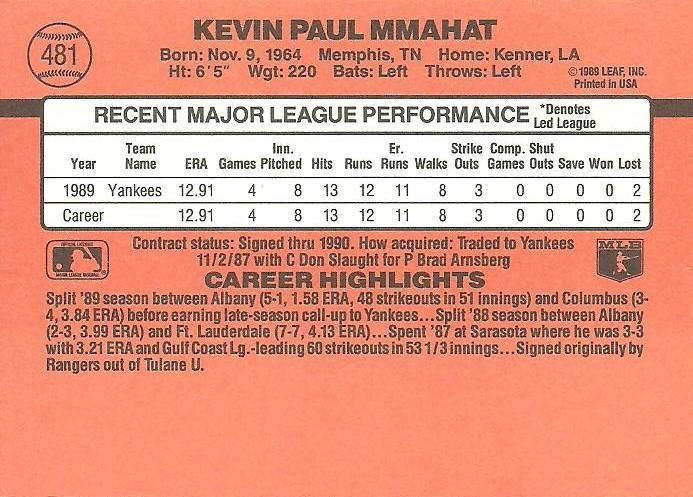 481
KEVIN PAUL MMAHAT
Born: Nov. 9, 1964 Memphis, TN Home: Kenner, LA
Ht: 6'5" Wgt: 220 Bats: Left Throws: Left
©1989 LEAF, INC.
Printed in USA
RECENT MAJOR LEAGUE PERFORMANCE *Denotes Led League
Year Team Name ERA Games Inn. Pitched Hits Runs Er. Runs Walks Strike Outs Comp. Games Shut Outs Save Won Lost
1989 Yankees 12.91 4 8 13 12 11 8 3 0 0 0 0 2
Career 12.91 4 8 13 12 11 8 3 0 0 0 0 2
Contract status: Signed thru 1990. How acquired: Traded to Yankees
11/2/87 with C Don Slaught for P Brad Arnsberg
MLB
CAREER HIGHLIGHTS
Split '89 season between Albany (5-1, 1.58 ERA, 48 strikeouts in 51 innings) and Columbus (3-
4, 3.84 ERA) before earning late-season call-up to Yankees...Split '88 season between Albany
(2-3, 3.99 ERA) and Ft. Lauderdale (7-7, 4.13 ERA)...Spent '87 at Sarasota where he was 3-3
with 3.21 ERA and Gulf Coast Lg.-leading 60 strikeouts in 53 1/3 innings...Signed originally by
Rangers out of Tulane U.